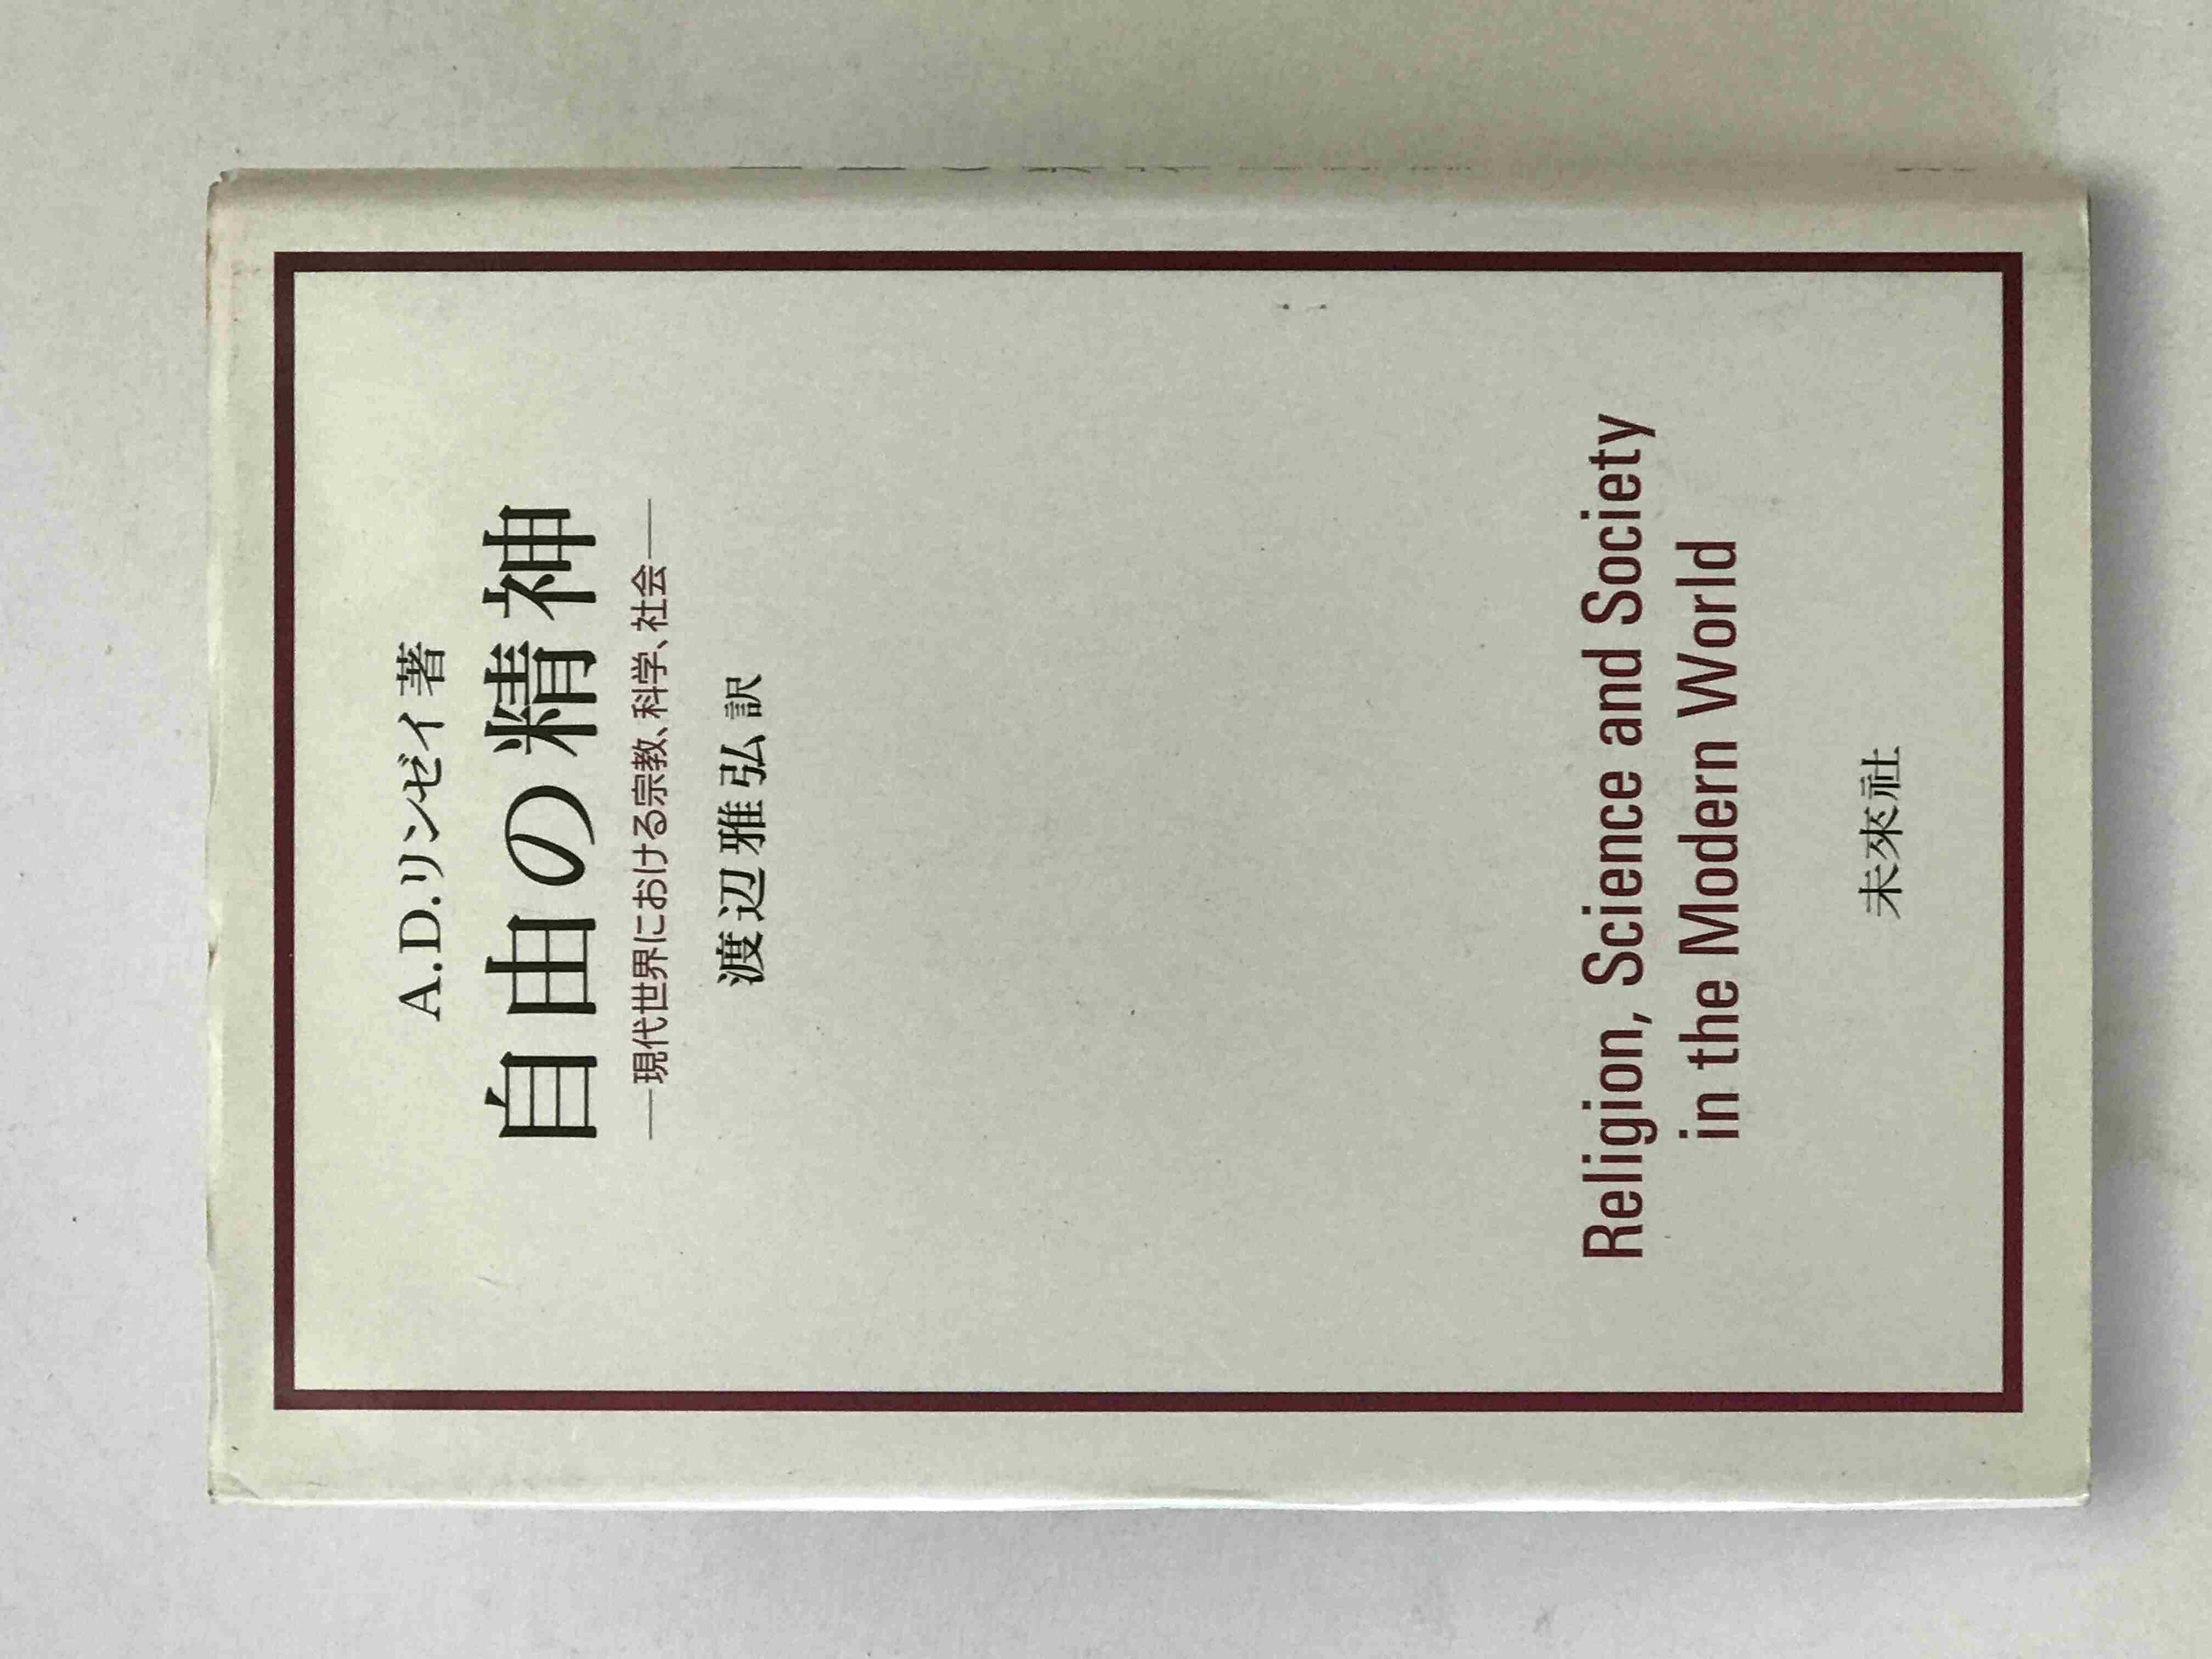 A.D.リンゼイ 著
自由の精神
—現代世界における宗教、科学、社会—
渡辺雅弘 訳
Religion, Science and Society
in the Modern World
未來社